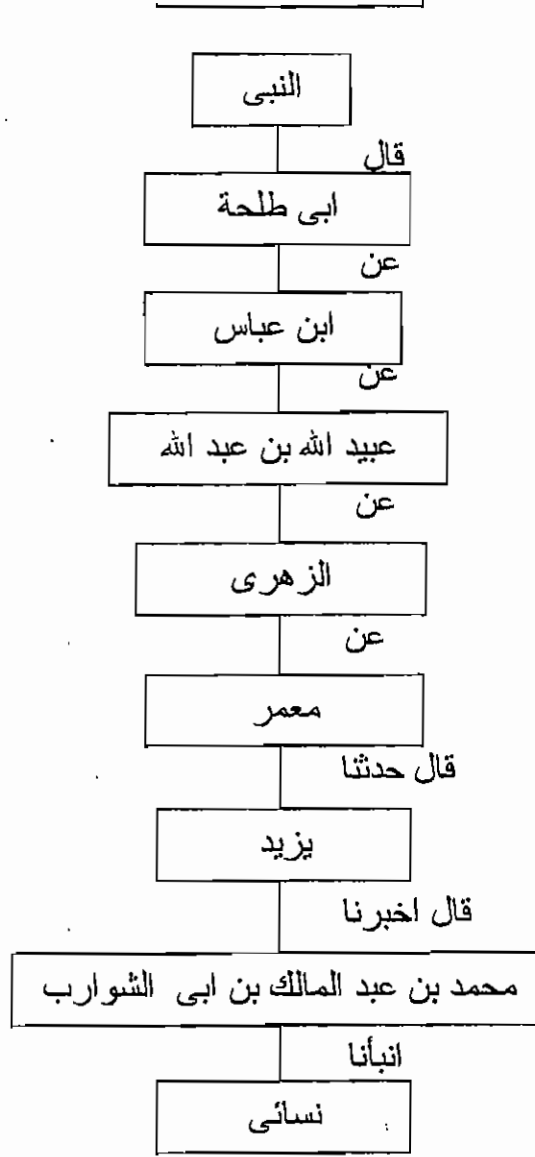 النبى
قال
ابى طلحة
عن
ابن عباس
عن
عبيد الله بن عبد الله
عن
الزهرى
عن
معمر
قال حدثنا
يزيد
قال اخبرنا
محمد بن عبد المالك بن ابى الشوارب
انبأنا
نسائى